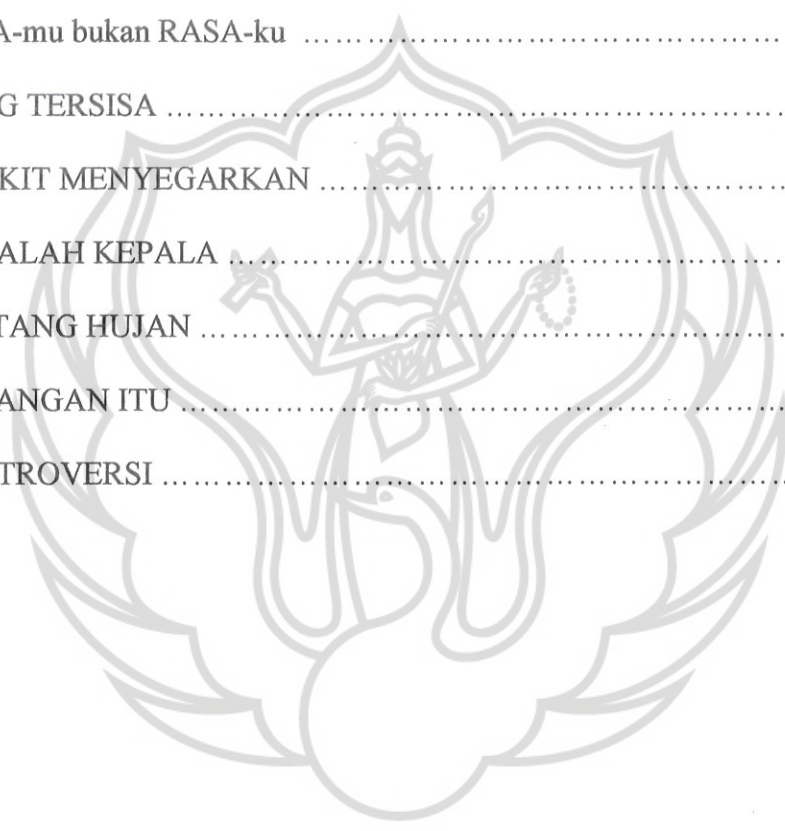 A-mu bukan RASA-ku ........................................
G TERSISA ........................................
KIT MENYEGARKAN ........................................
ALAH KEPALA ........................................
TANG HUJAN ........................................
ANGAN ITU ........................................
TROVERSI ........................................